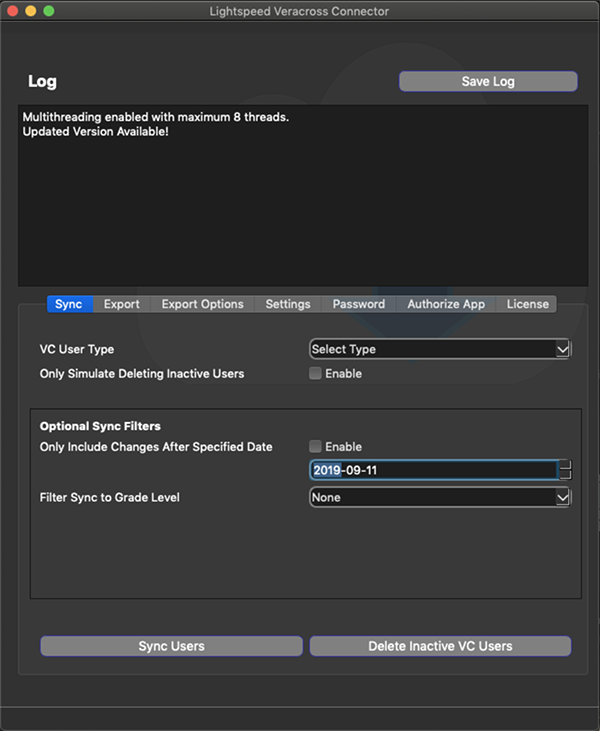 Lightspeed Veracross Connector
Log
Save Log
Multithreading enabled with maximum 8 threads.
Updated Version Available!
Sync Export Export Options Settings Password Authorize App License
VC User Type Select Type
Only Simulate Deleting Inactive Users Enable
Optional Sync Filters
Only Include Changes After Specified Date Enable
2019-09-11
Filter Sync to Grade Level None
Sync Users Delete Inactive VC Users